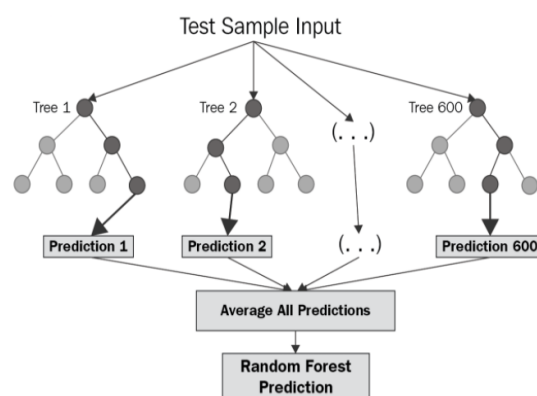 Test Sample Input
Tree 1
Tree 2
(. . .)
Tree 600
Prediction 1
Prediction 2
(. . .)
Prediction 600
Average All Predictions
Random Forest
Prediction